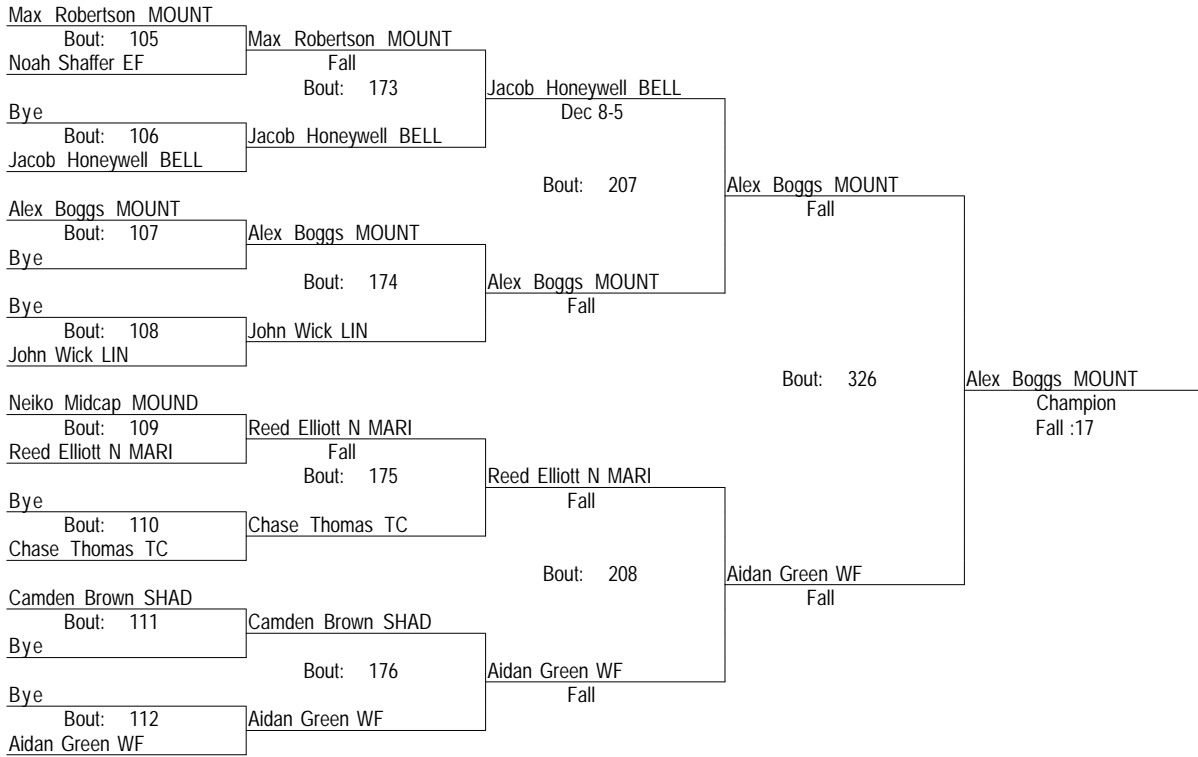 Max Robertson MOUNT
Bout: 105
Max Robertson MOUNT
Noah Shaffer EF
Fall
Bout: 173
Jacob Honeywell BELL
Bye
Dec 8-5
Bout: 106
Jacob Honeywell BELL
Jacob Honeywell BELL
Bout: 207
Alex Boggs MOUNT
Alex Boggs MOUNT
Fall
Bout: 107
Alex Boggs MOUNT
Bye
Bout: 174
Alex Boggs MOUNT
Bye
Fall
Bout: 108
John Wick LIN
John Wick LIN
Bout: 326
Alex Boggs MOUNT
Neiko Midcap MOUND
Champion
Bout: 109
Reed Elliott N MARI
Fall :17
Reed Elliott N MARI
Fall
Bout: 175
Reed Elliott N MARI
Bye
Fall
Bout: 110
Chase Thomas TC
Chase Thomas TC
Bout: 208
Aidan Green WF
Camden Brown SHAD
Fall
Bout: 111
Camden Brown SHAD
Bye
Bout: 176
Aidan Green WF
Bye
Fall
Bout: 112
Aidan Green WF
Aidan Green WF